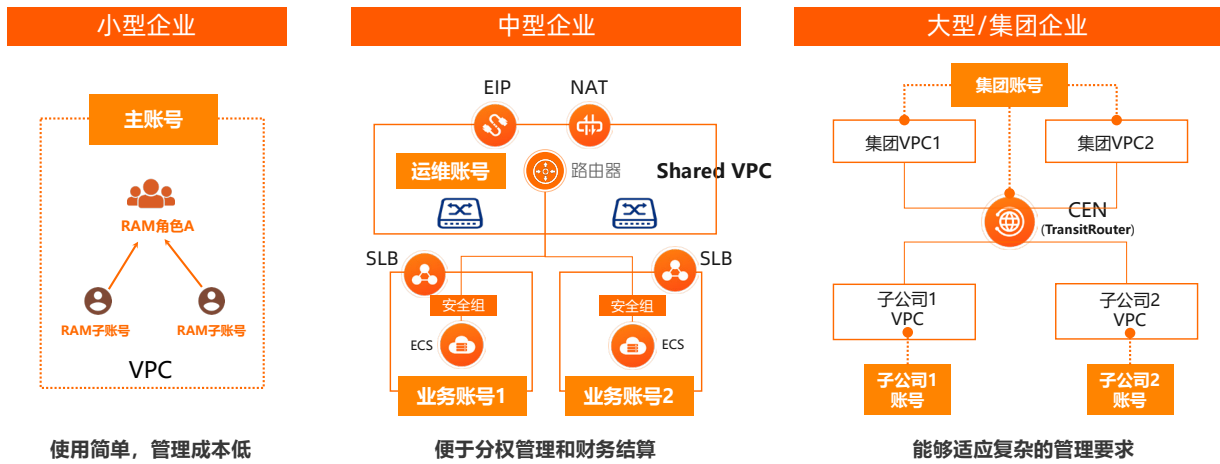 小型企业
主账号
RAM角色A
RAM子账号
RAM子账号
VPC
使用简单，管理成本低
中型企业
EIP
NAT
运维账号
路由器
Shared VPC
SLB
SLB
安全组
安全组
ECS
ECS
业务账号1
业务账号2
便于分权管理和财务结算
大型/集团企业
集团账号
集团VPC1
集团VPC2
CEN
(TransitRouter)
子公司1
VPC
子公司2
VPC
子公司1
账号
子公司2
账号
能够适应复杂的管理要求